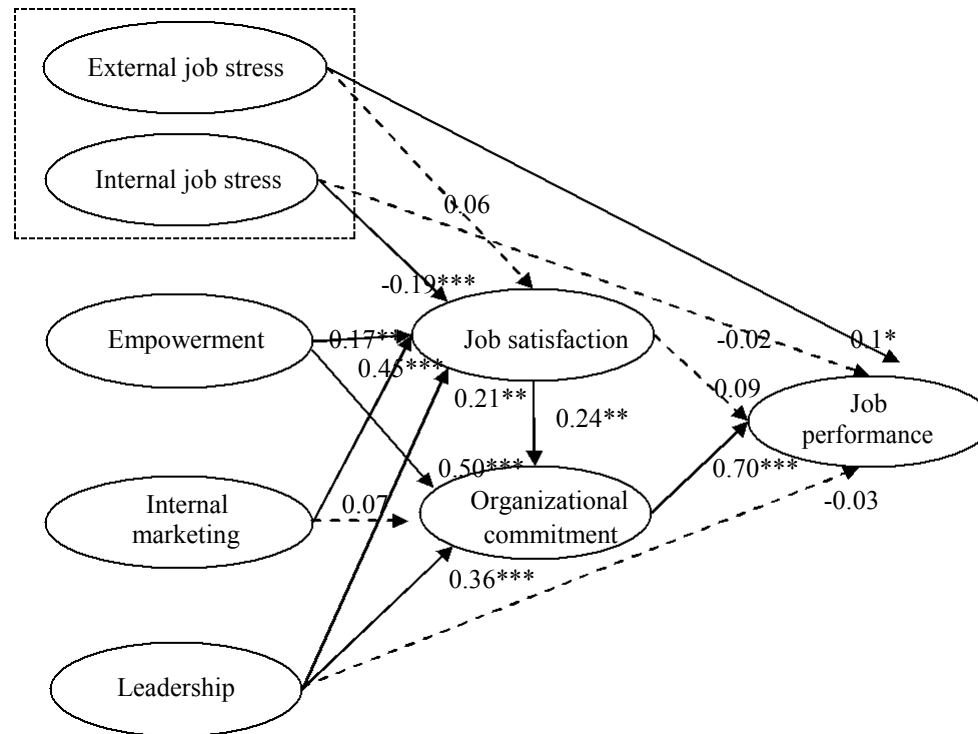 External job stress
Internal job stress
0.06
-0.19***
Empowerment
0.17**
0.45***
Job satisfaction
-0.02
0.1*
0.21**
0.24**
0.09
Job
performance
0.50***
0.70***
Internal
marketing
0.07
Organizational
commitment
-0.03
0.36***
Leadership